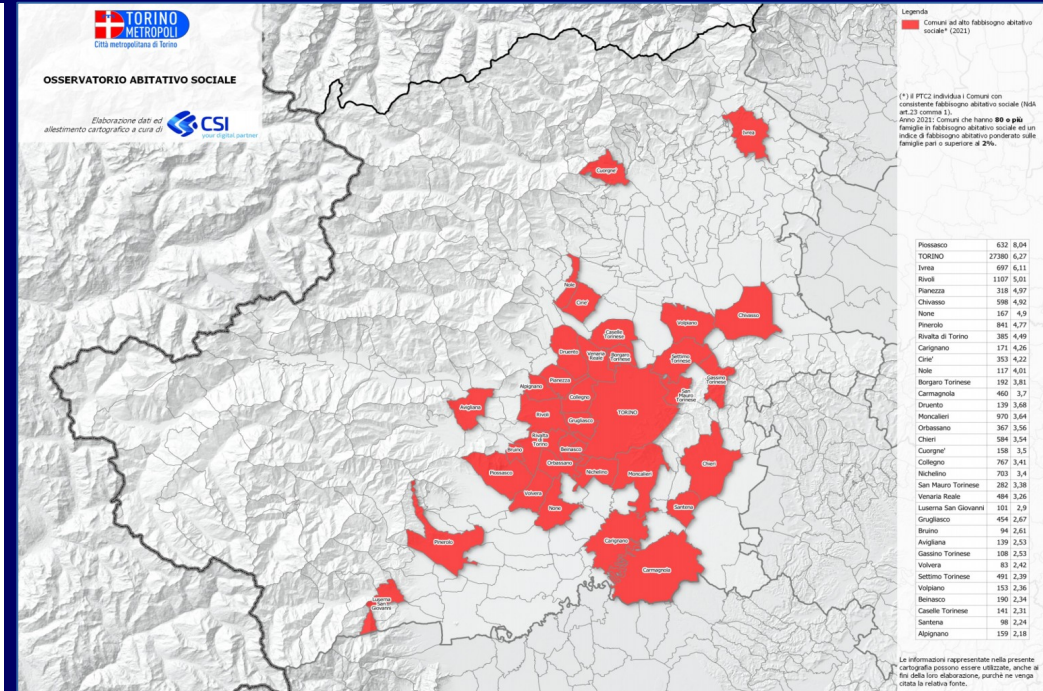 TORINO
METROPOLI
Città metropolitana di Torino
OSSERVATORIO ABITATIVO SOCIALE
Elaborazione dati ed
allestimento cartografico a cura di
CSI
your digital partner
Legenda
Comuni ad alto fabbisogno abitativo
sociale* (2021)
(*) il PTC2 individua i Comuni con
consistente fabbisogno abitativo sociale (NdA
art.23 comma 1).
Anno 2021: Comuni che hanno 80 o più
famiglie in fabbisogno abitativo sociale ed un
indice di fabbisogno abitativo ponderato sulle
famiglie pari o superiore al 2%.
Ivrea
Cuorgne'
Nole
Cirie'
Chivasso
Volpiano
Caselle
Torinese
Druento
Venaria
Reale
Borgaro
Torinese
Settimo
Torinese
Gassino
Torinese
Pianezza
Alpignano
San
Mauro
Torinese
Collegno
Avigliana
Rivoli
TORINO
Grugliasco
Rivalta
di
Torino
Bruino
Beinasco
Orbassano
Chieri
Piossasco
Nichelino
Moncalieri
Volvera
None
Santena
Pinerolo
Carignano
Carmagnola
Luserna
San
Giovanni
Piossasco 632 8,04
TORINO 27380 6,27
Ivrea 697 6,11
Rivoli 1107 5,01
Pianezza 318 4,97
Chivasso 598 4,92
None 167 4,9
Pinerolo 841 4,77
Rivalta di Torino 385 4,49
Carignano 171 4,26
Cirie' 353 4,22
Nole 117 4,01
Borgaro Torinese 192 3,81
Carmagnola 460 3,7
Druento 139 3,68
Moncalieri 970 3,64
Orbassano 367 3,56
Chieri 584 3,54
Cuorgne' 158 3,5
Collegno 767 3,41
Nichelino 703 3,4
San Mauro Torinese 282 3,38
Venaria Reale 484 3,26
Luserna San Giovanni 101 2,9
Grugliasco 454 2,67
Bruino 94 2,61
Avigliana 139 2,53
Gassino Torinese 108 2,53
Volvera 83 2,42
Settimo Torinese 491 2,39
Volpiano 153 2,36
Beinasco 190 2,34
Caselle Torinese 141 2,31
Santena 98 2,24
Alpignano 159 2,18
Le informazioni rappresentate nella presente
cartografia possono essere utilizzate, anche ai
fini della loro elaborazione, purchè ne venga
citata la relativa fonte.